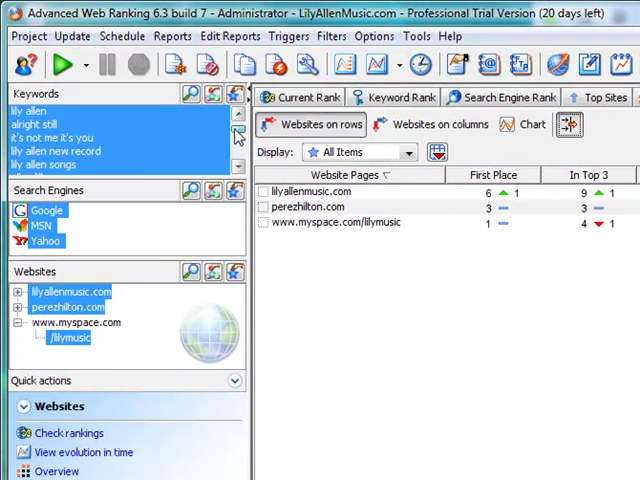 Advanced Web Ranking 6.3 build 7 - Administrator - LilyAllenMusic.com - Professional Trial Version (20 days left)
Project Update Schedule Reports Edit Reports Triggers Filters Options Tools Help
Keywords
lily allen
alright still
it's not me it's you
lily allen new record
lily allen songs
Search Engines
Google
MSN
Yahoo
Websites
lilyallenmusic.com
perezhilton.com
www.myspace.com
/lilymusic
Quick actions
Websites
Check rankings
View evolution in time
Overview
Current Rank Keyword Rank Search Engine Rank Top Sites
Websites on rows Websites on columns Chart
Display: All Items
Website Pages First Place In Top 3
lilyallenmusic.com 6 1 9 1
perezhilton.com 3 3
www.myspace.com/lilymusic 1 4 1